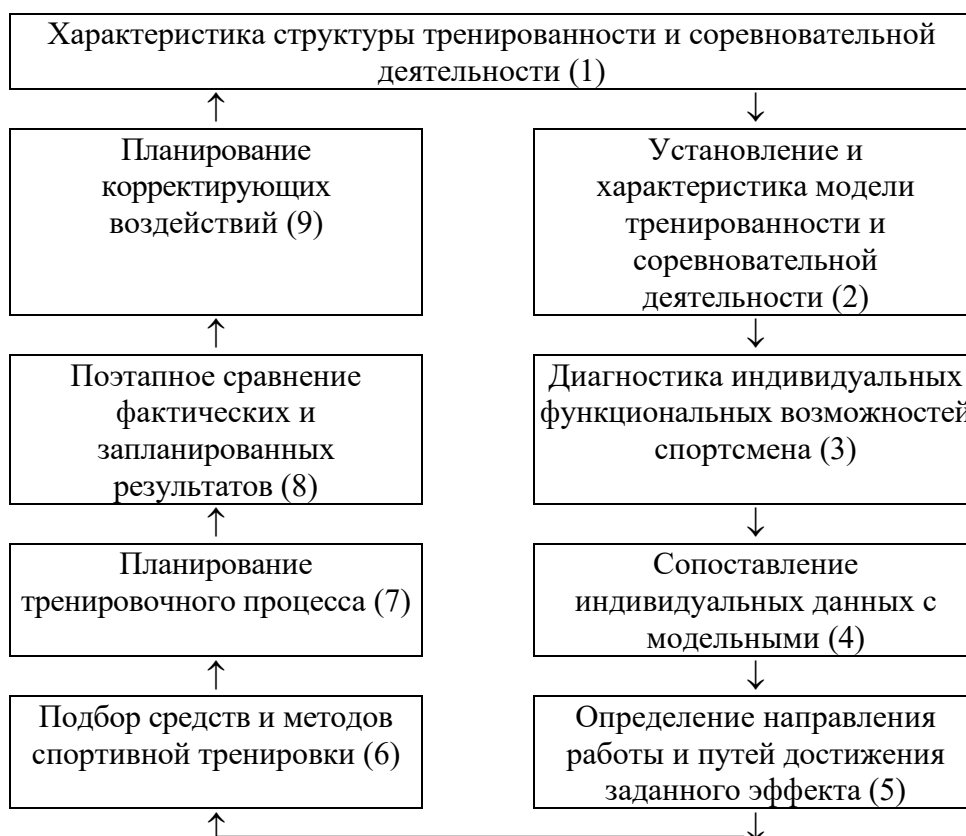 Характеристика структуры тренированности и соревновательной
деятельности (1)
Установление и
характеристика модели
тренированности и
соревновательной
деятельности (2)
Диагностика индивидуальных
функциональных возможностей
спортсмена (3)
Сопоставление
индивидуальных данных с
модельными (4)
Определение направления
работы и путей достижения
заданного эффекта (5)
Подбор средств и методов
спортивной тренировки (6)
Планирование
тренировочного процесса (7)
Поэтапное сравнение
фактических и
запланированных
результатов (8)
Планирование
корректирующих
воздействий (9)